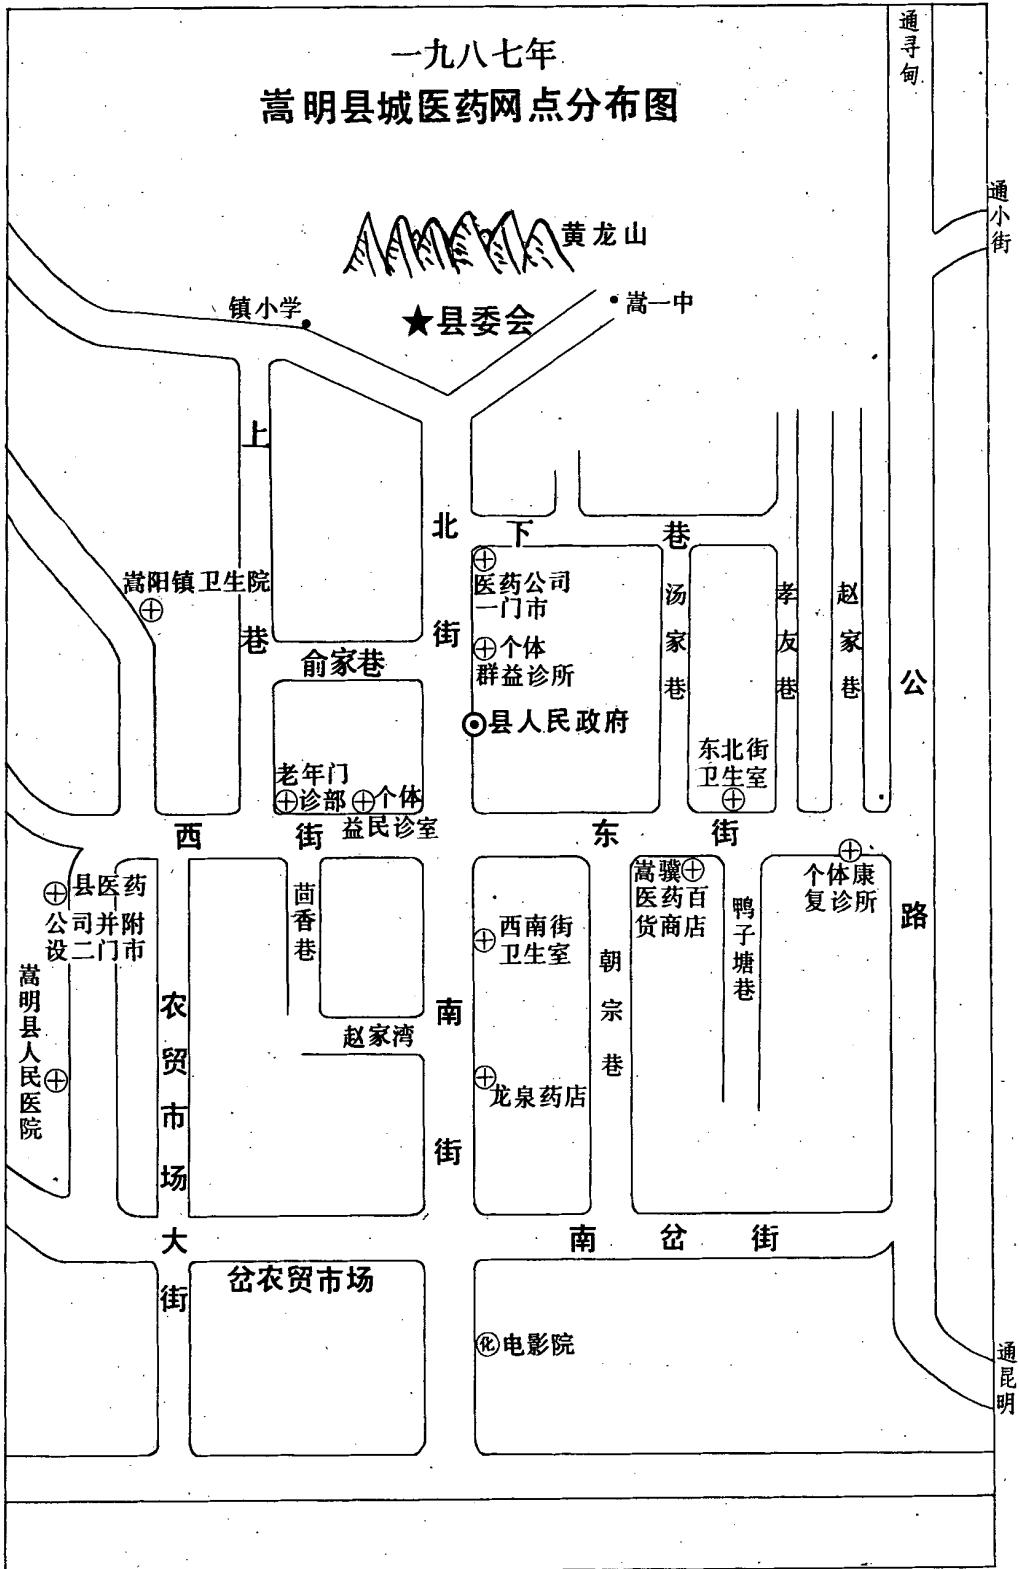 一九八七年
嵩明县城医药网点分布图
通寻甸
通小街
黄龙山
镇小学
★县委会
嵩一中
上巷
北街
下巷
嵩阳镇卫生院
医药公司
一门市
汤家巷
孝友巷
赵家巷
个体
群益诊所
俞家巷
公路
县人民政府
东北街
卫生室
老年门
诊部
个体
益民诊室
西街
东街
县医药
公司并附
设二门市
茴香巷
嵩骥
医药百
货商店
鸭子塘巷
个体康
复诊所
西南街
卫生室
朝宗巷
嵩明县人民医院
农贸市场
南街
赵家湾
龙泉药店
大街
南岔街
岔农贸市场
化
电影院
通昆明